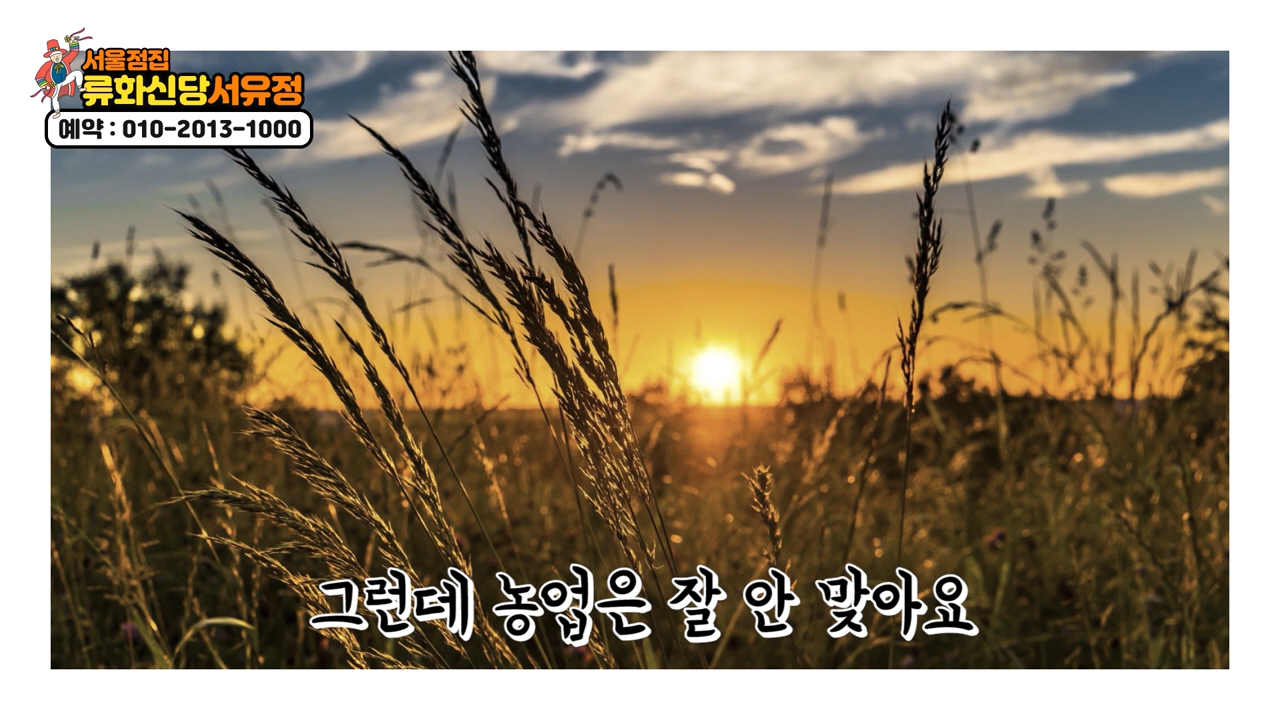 서울점집
류화신당서유정
예약 : 010-2013-1000
그런데 농업은 잘 안 맞아요